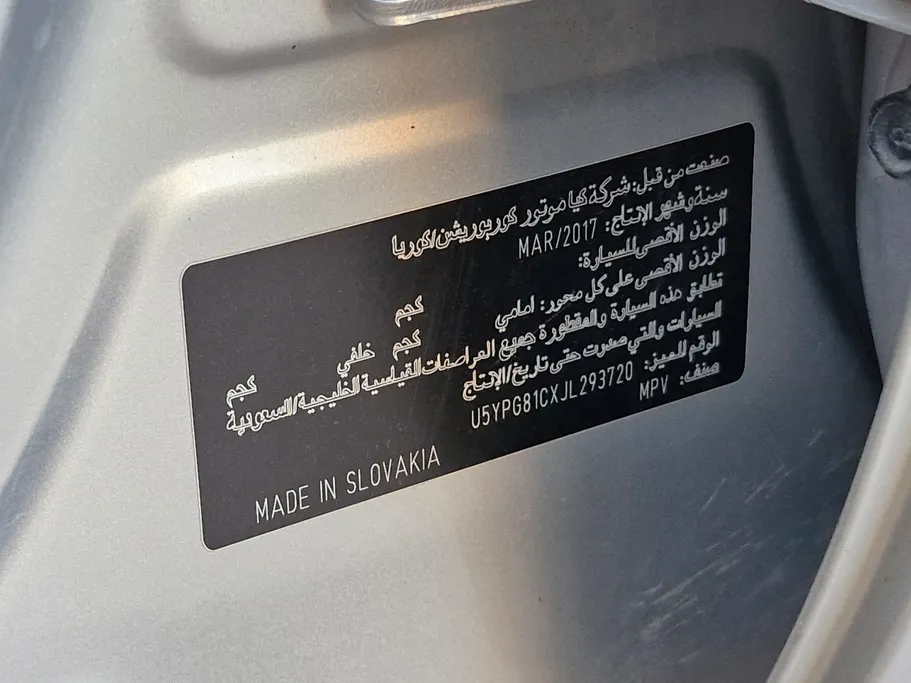 صنعت من قبل: شركة كيا موتور كوربوريشن/كوريا
سنة وشهر الإنتاج: MAR/2017
الوزن الأقصى للسيارة: كجم
الوزن الأقصى على كل محور: امامي كجم خلفي كجم
تطابق هذه السيارة والمقطورة جميع المراصفات القياسية الخليجية/السعودية
السيارات والتي صدرت حتى تاريخ/الإنتاج
الرقم المميز: U5YPG81CXJL293720
صنف: MPV
MADE IN SLOVAKIA